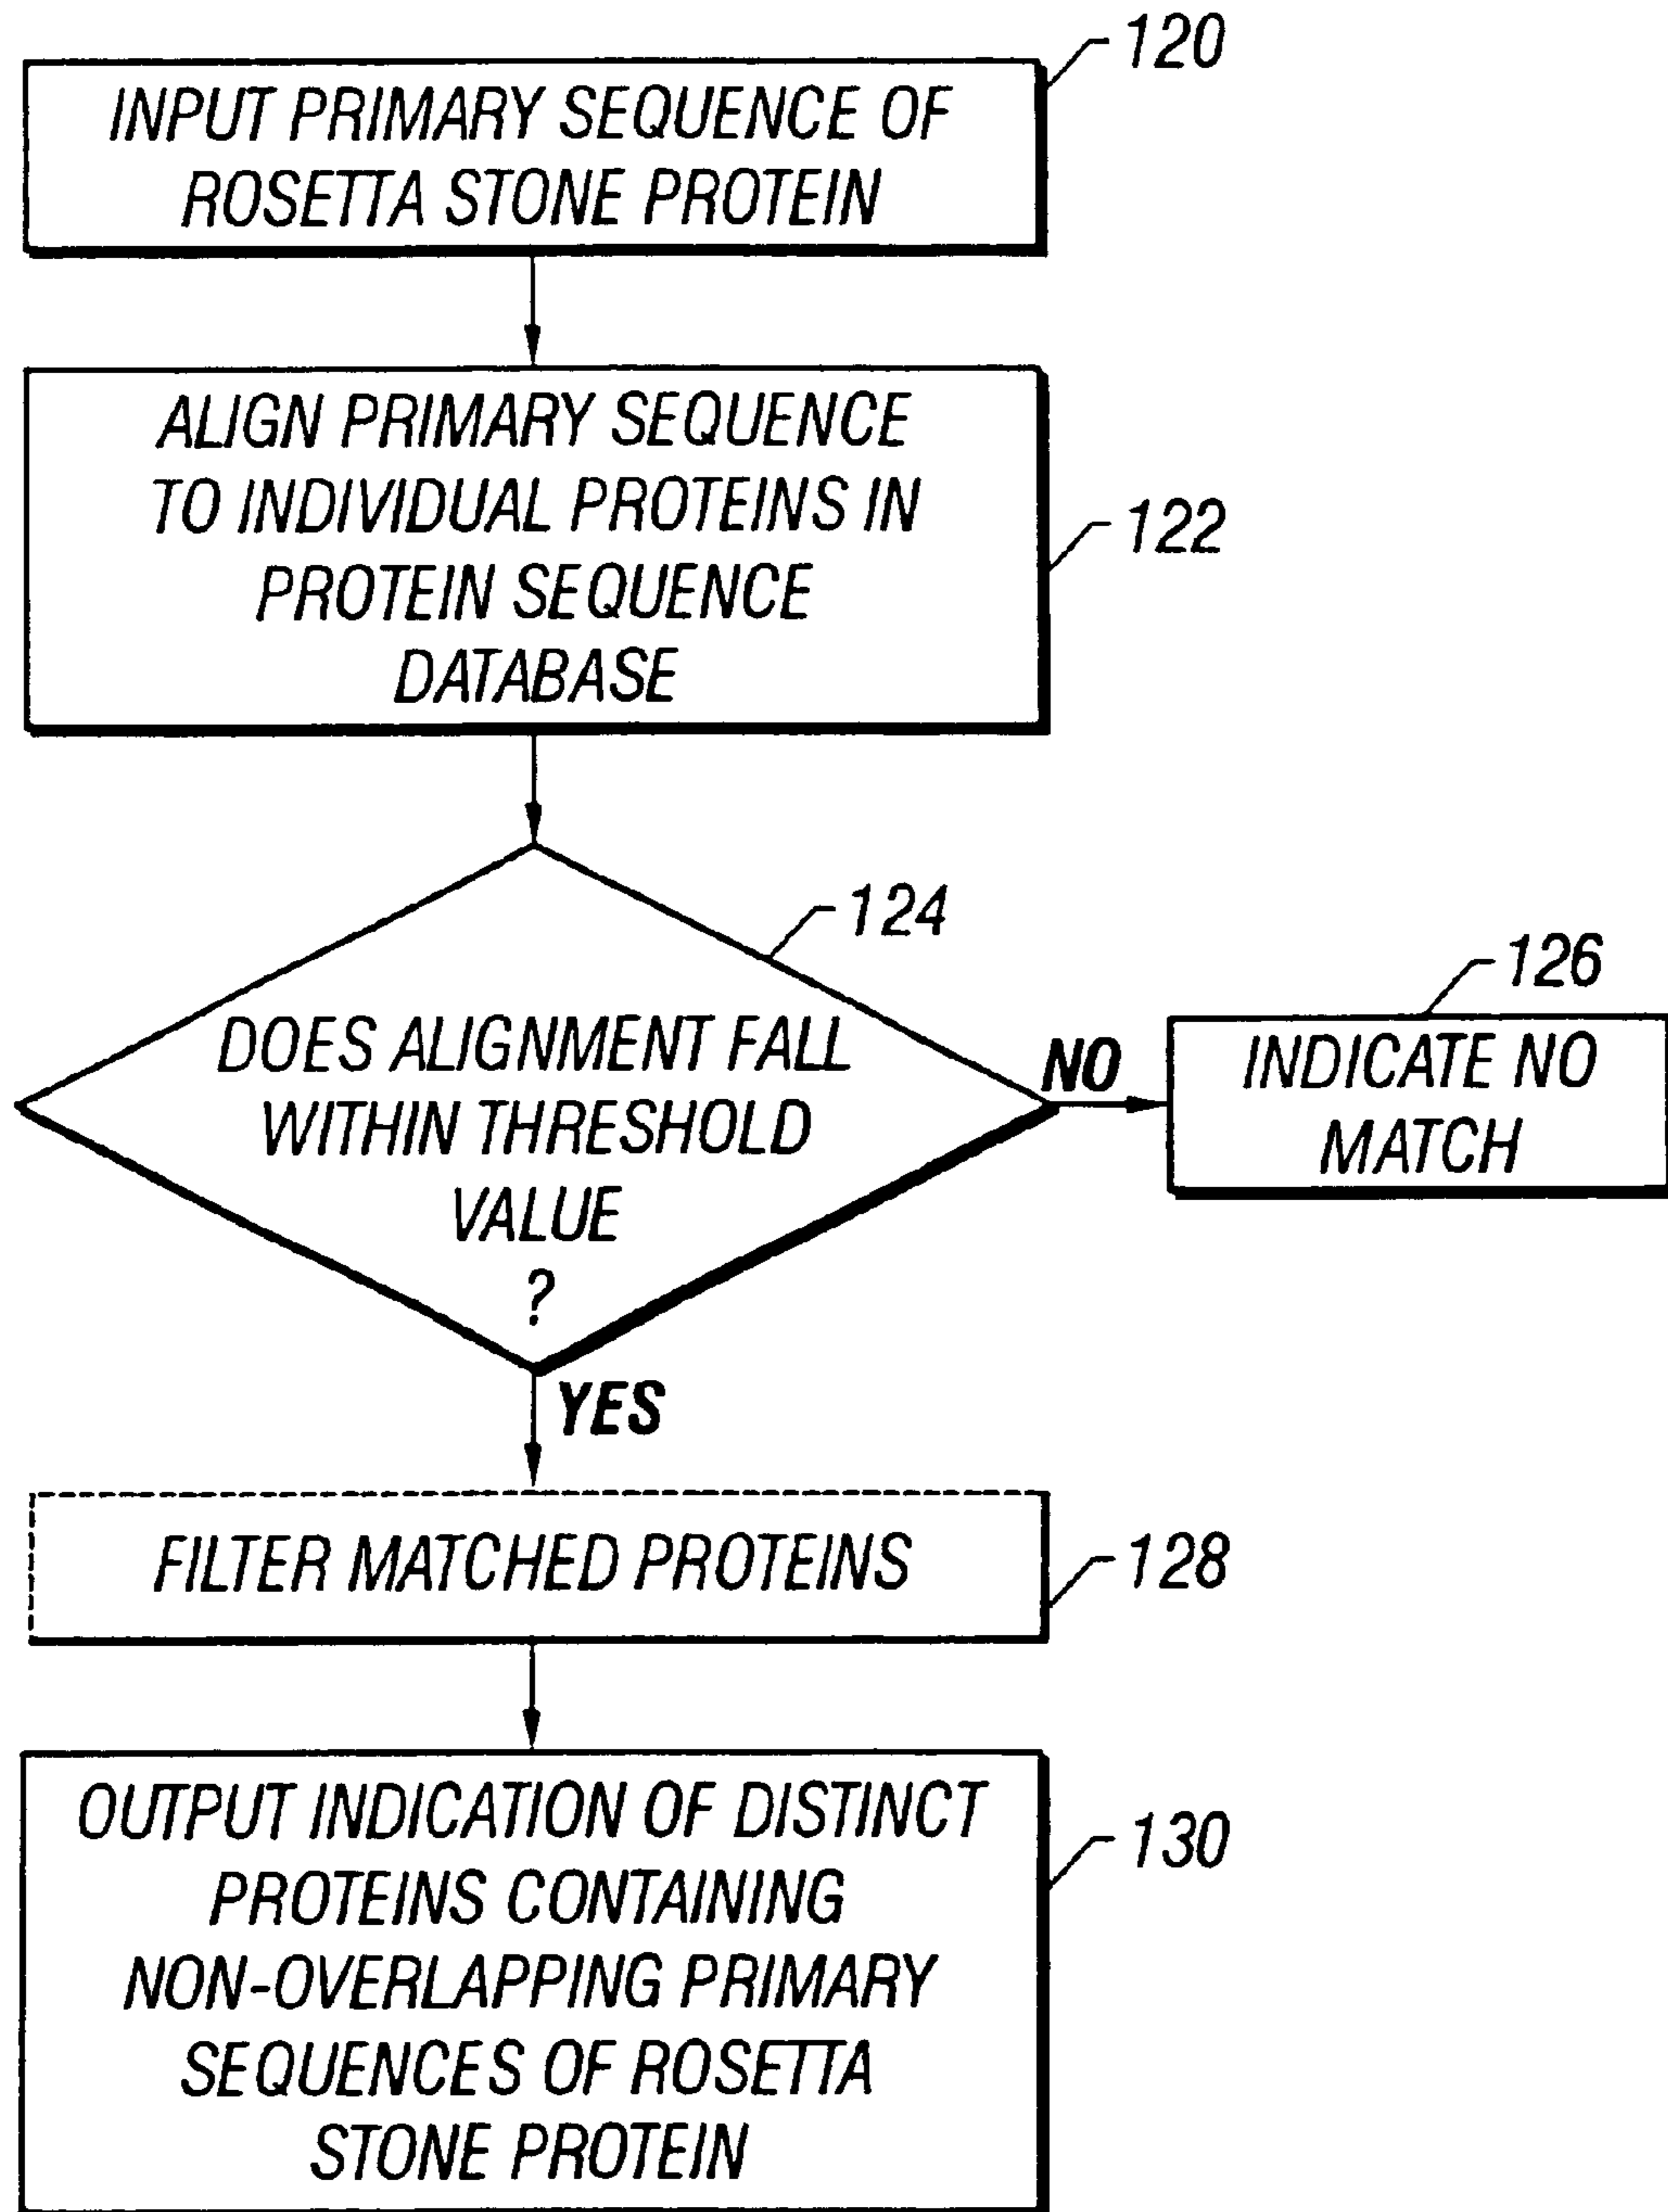 120
INPUT PRIMARY SEQUENCE OF
ROSETTA STONE PROTEIN
ALIGN PRIMARY SEQUENCE
TO INDIVIDUAL PROTEINS IN
PROTEIN SEQUENCE
DATABASE
122
124
DOES ALIGNMENT FALL
WITHIN THRESHOLD
VALUE
?
NO
126
INDICATE NO
MATCH
YES
FILTER MATCHED PROTEINS
128
OUTPUT INDICATION OF DISTINCT
PROTEINS CONTAINING
NON-OVERLAPPING PRIMARY
SEQUENCES OF ROSETTA
STONE PROTEIN
130